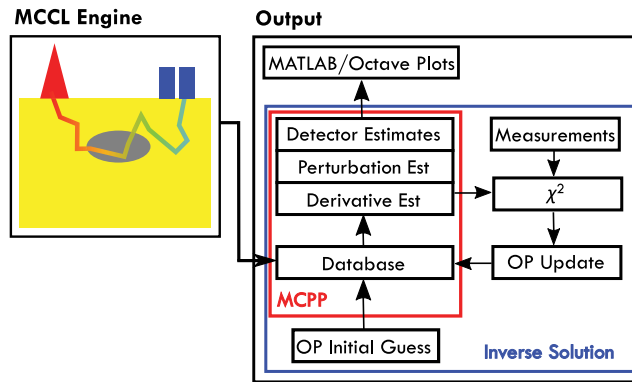 MCCL Engine
Output
MATLAB/Octave Plots
Detector Estimates
Perturbation Est
Derivative Est
Measurements
χ²
Database
OP Update
MCPP
OP Initial Guess
Inverse Solution